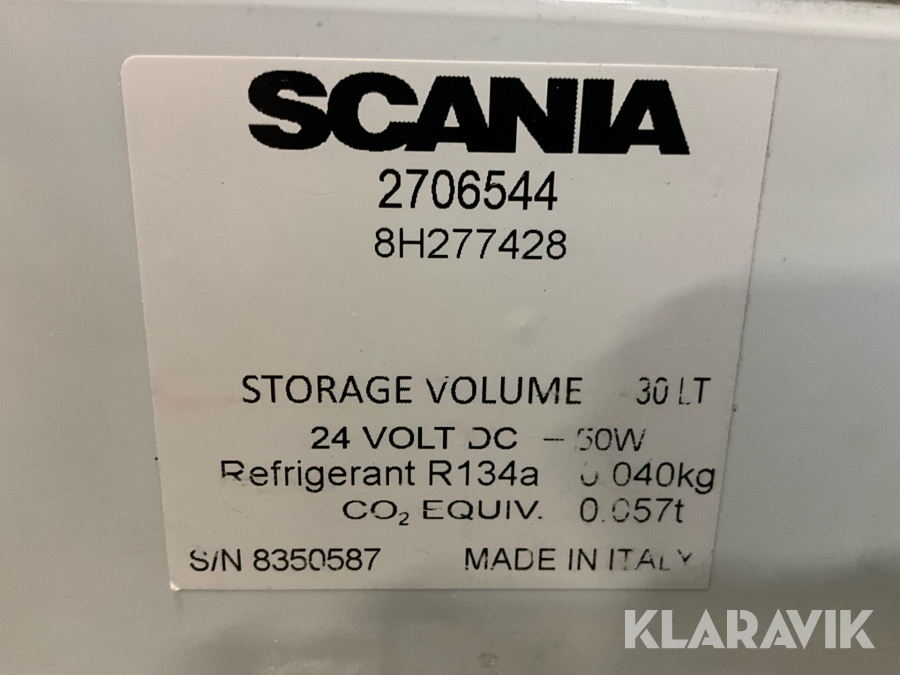 SCANIA
2706544
8H277428
STORAGE VOLUME 30 LT
24 VOLT DC - 50W
Refrigerant R134a 0.040kg
CO₂ EQUIV. 0.057t
S/N 8350587 MADE IN ITALY
KLARAVIK